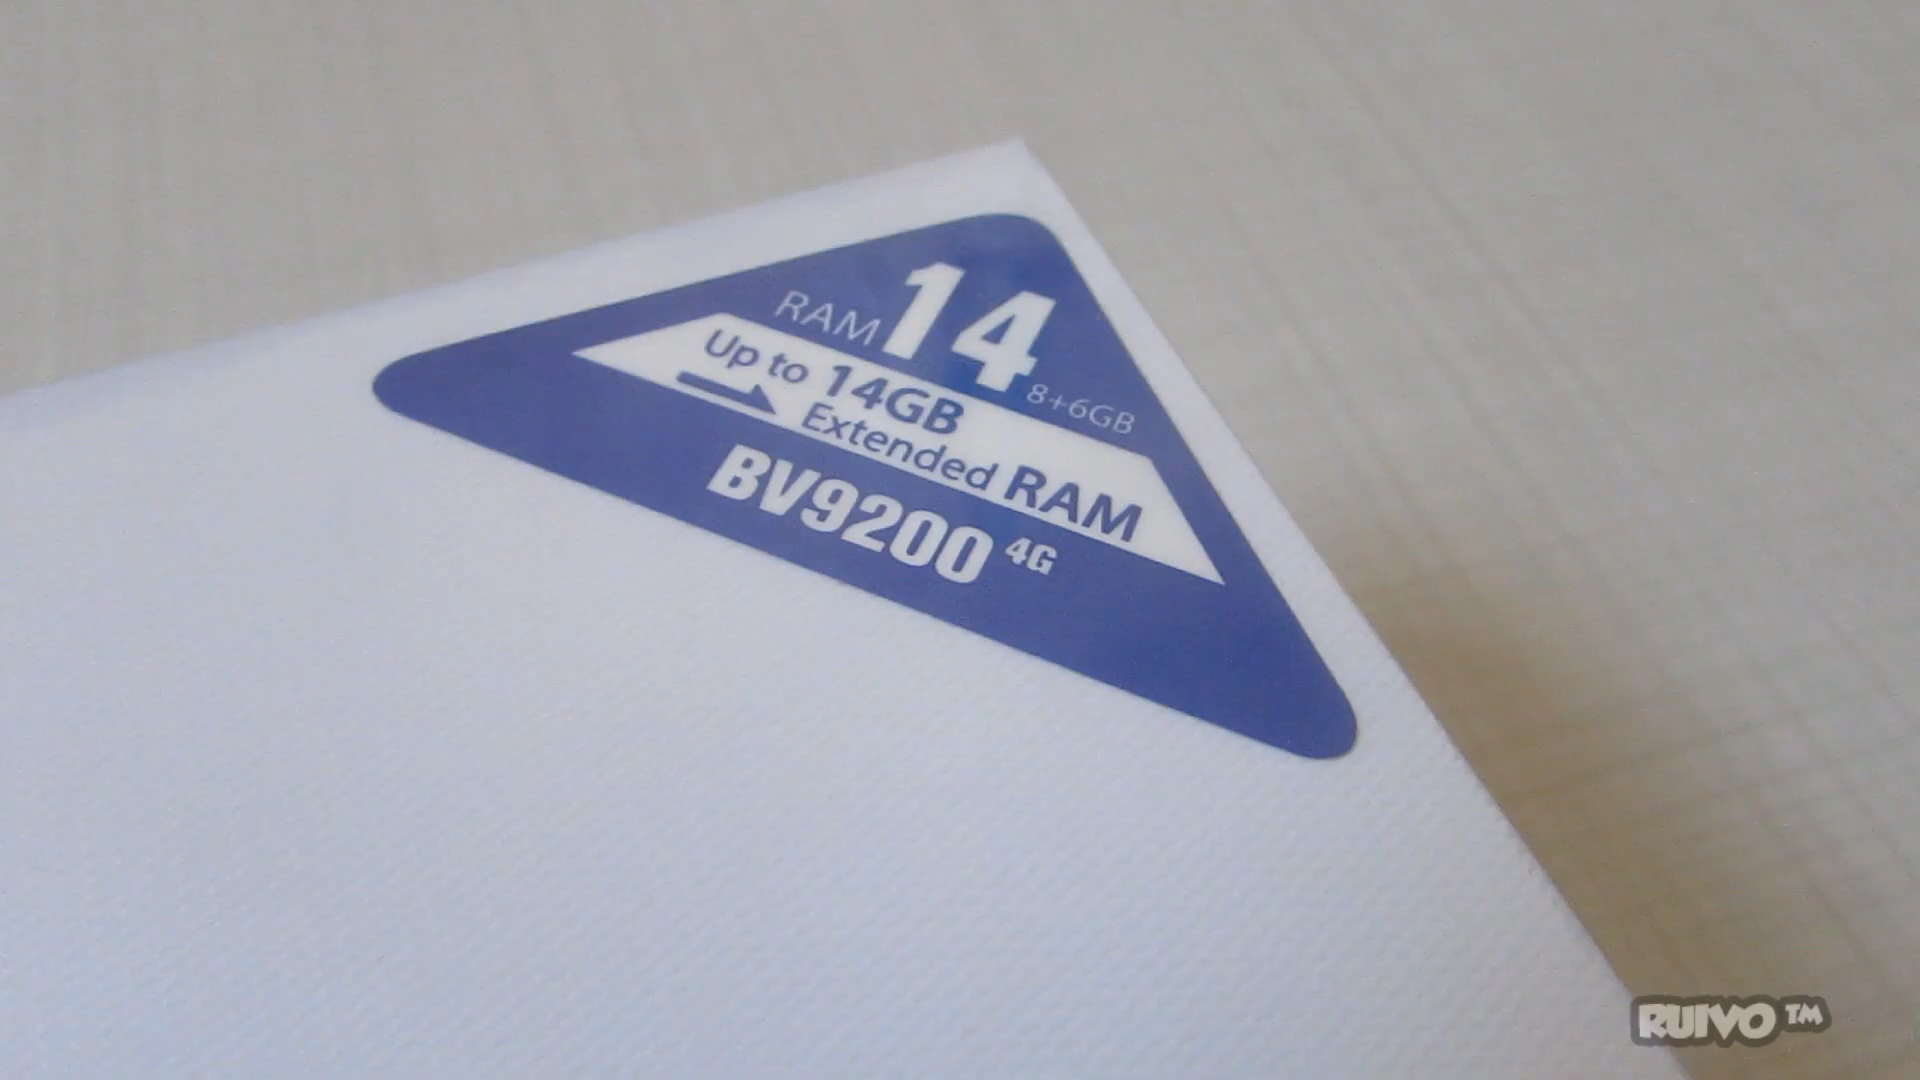 RAM 14 8+6GB
Up to 14GB
Extended RAM
BV9200 4G
RUIVO™